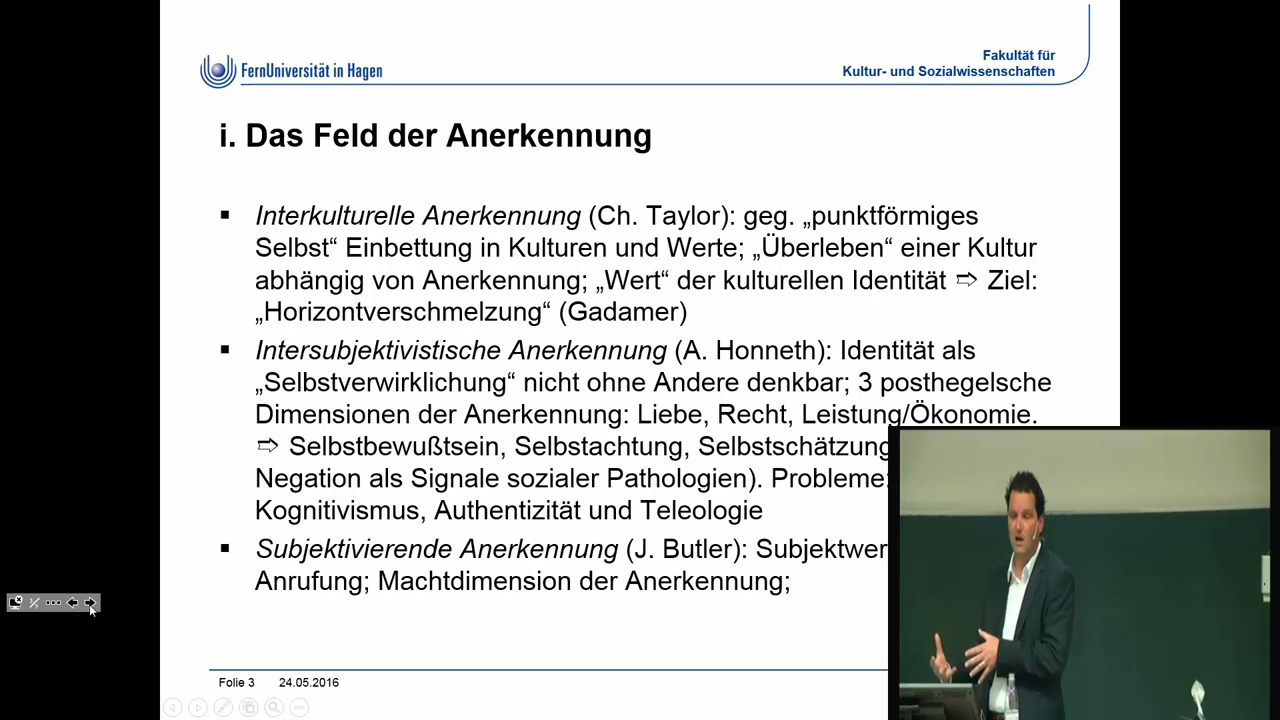 FernUniversität in Hagen
Fakultät für
Kultur- und Sozialwissenschaften
i. Das Feld der Anerkennung
▪ Interkulturelle Anerkennung (Ch. Taylor): geg. „punktförmiges
Selbst“ Einbettung in Kulturen und Werte; „Überleben“ einer Kultur
abhängig von Anerkennung; „Wert“ der kulturellen Identität ⇨ Ziel:
„Horizontverschmelzung“ (Gadamer)
▪ Intersubjektivistische Anerkennung (A. Honneth): Identität als
„Selbstverwirklichung“ nicht ohne Andere denkbar; 3 posthegelsche
Dimensionen der Anerkennung: Liebe, Recht, Leistung/Ökonomie.
⇨ Selbstbewußtsein, Selbstachtung, Selbstschätzung
Negation als Signale sozialer Pathologien). Probleme:
Kognitivismus, Authentizität und Teleologie
▪ Subjektivierende Anerkennung (J. Butler): Subjektwer
Anrufung; Machtdimension der Anerkennung;
Folie 3 24.05.2016